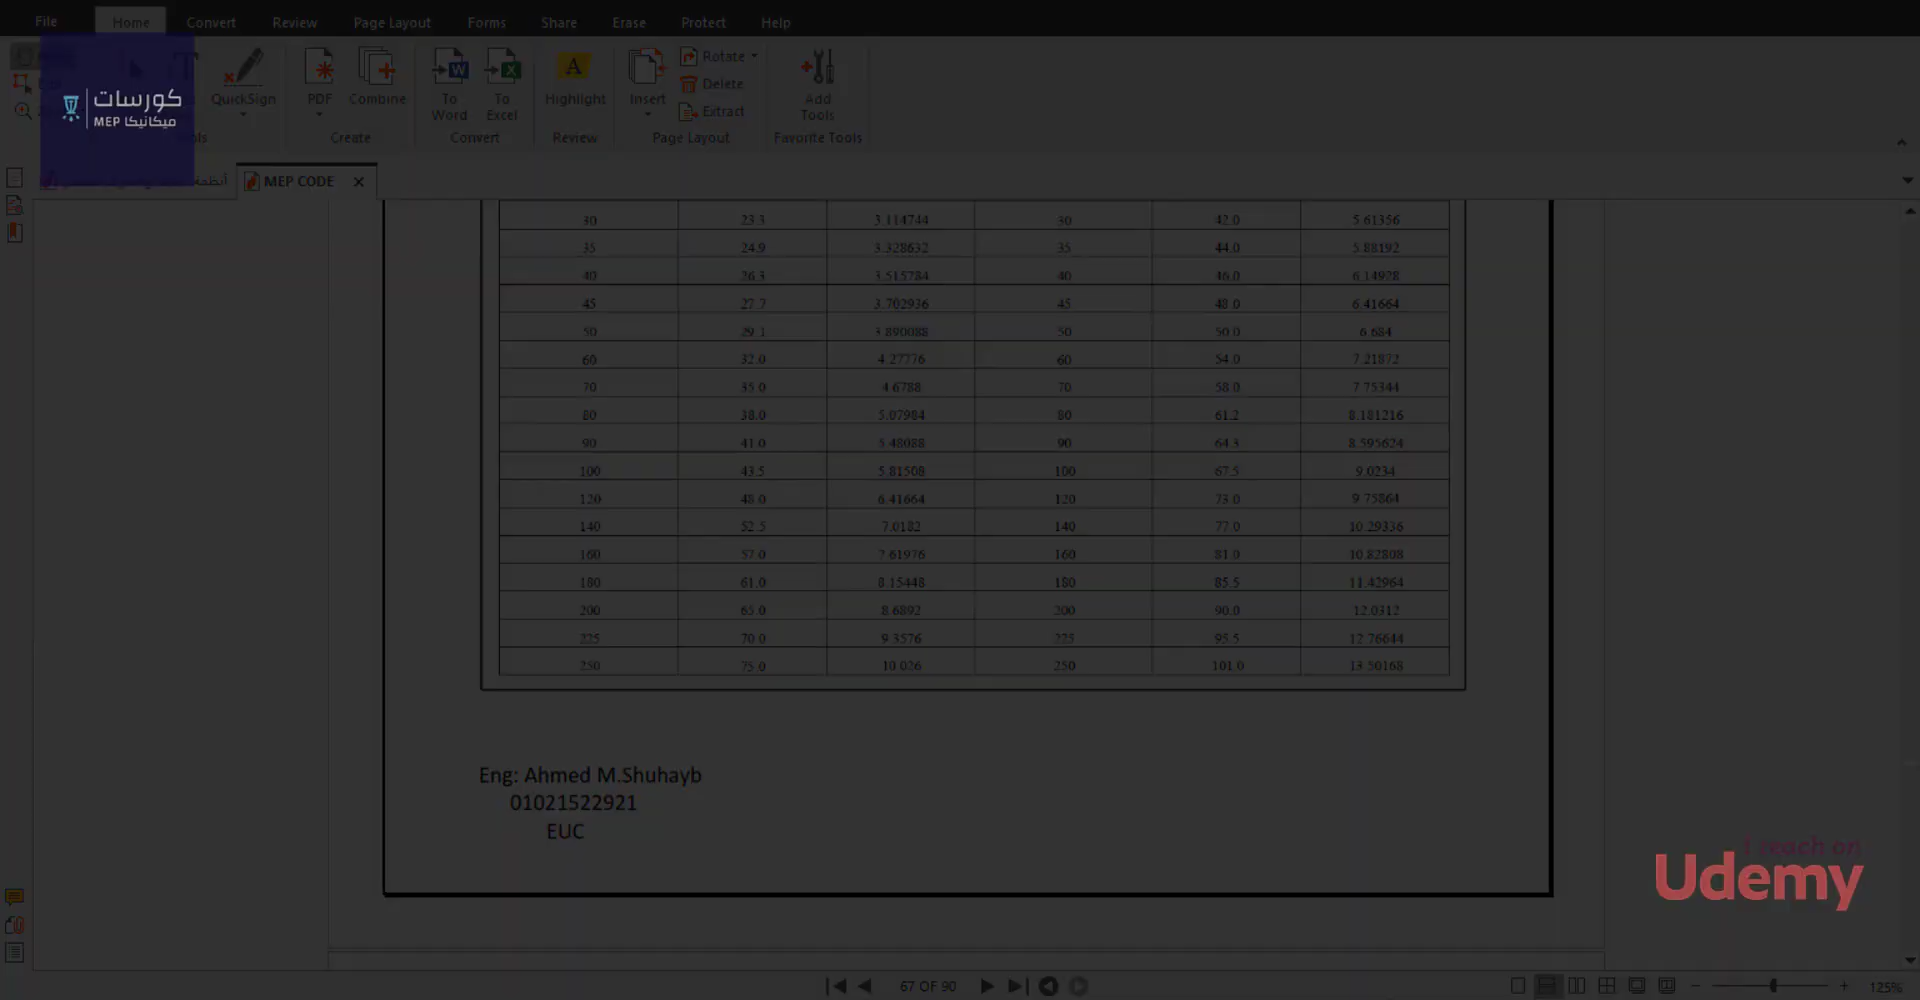 File Home Convert Review Page Layout Forms Share Erase Protect Help
كورسات
ميكانيكا MEP
QuickSign PDF Combine To Word To Excel Highlight Insert Rotate Delete Extract Add Tools
Create Convert Review Page Layout Favorite Tools
MEP CODE
30 23.3 3.114744 30 42.0 5.61356
35 24.9 3.328632 35 44.0 5.88192
40 26.3 3.515784 40 46.0 6.14928
45 27.7 3.702936 45 48.0 6.41664
50 29.1 3.890088 50 50.0 6.684
60 32.0 4.27776 60 54.0 7.21872
70 35.0 4.6788 70 58.0 7.75344
80 38.0 5.07984 80 61.2 8.181216
90 41.0 5.48088 90 64.3 8.595624
100 43.5 5.81508 100 67.5 9.0234
120 48.0 6.41664 120 73.0 9.75864
140 52.5 7.0182 140 77.0 10.29336
160 57.0 7.61976 160 81.0 10.82808
180 61.0 8.15448 180 85.5 11.42964
200 65.0 8.6892 200 90.0 12.0312
225 70.0 9.3576 225 95.5 12.76644
250 75.0 10.026 250 101.0 13.50168
Eng: Ahmed M.Shuhayb
01021522921
EUC
I teach on
Udemy
67 OF 90
125%